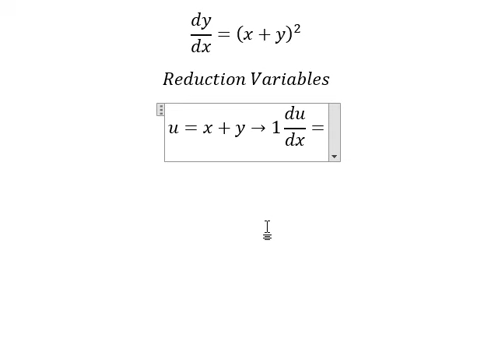 dy/dx = (x + y)²
Reduction Variables
u = x + y → 1 du/dx =